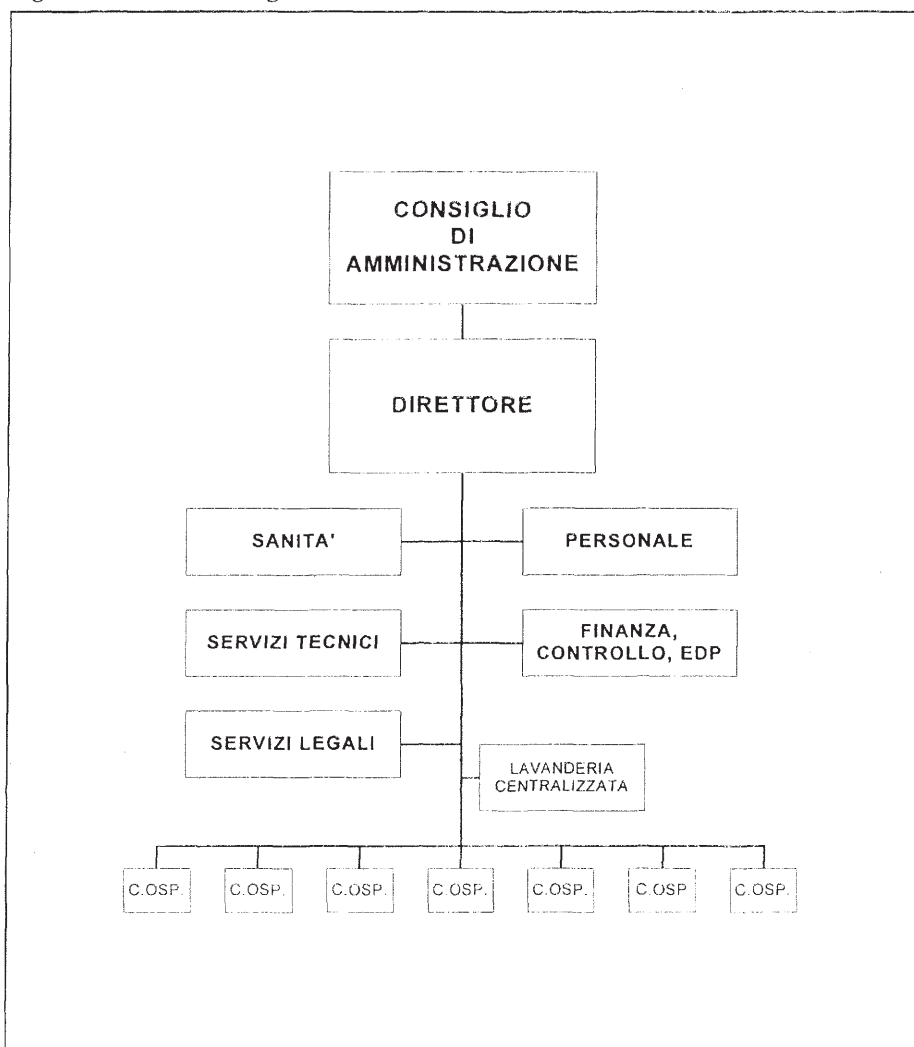 CONSIGLIO
DI
AMMINISTRAZIONE
DIRETTORE
SANITA'
PERSONALE
SERVIZI TECNICI
FINANZA,
CONTROLLO, EDP
SERVIZI LEGALI
LAVANDERIA
CENTRALIZZATA
C.OSP.
C.OSP.
C.OSP.
C.OSP.
C.OSP.
C.OSP.
C.OSP.